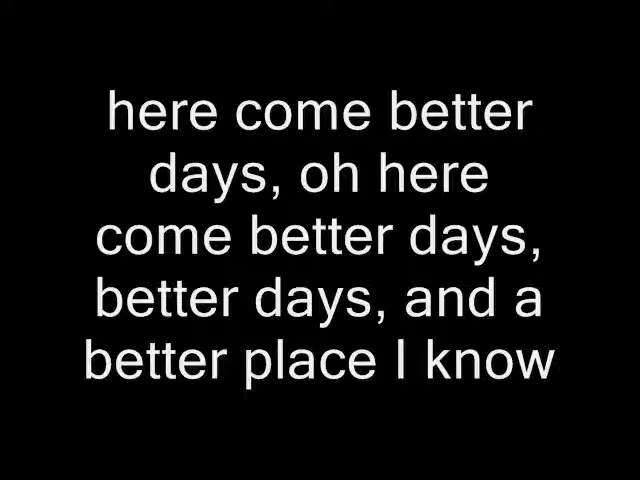 here come better
days, oh here
come better days,
better days, and a
better place I know